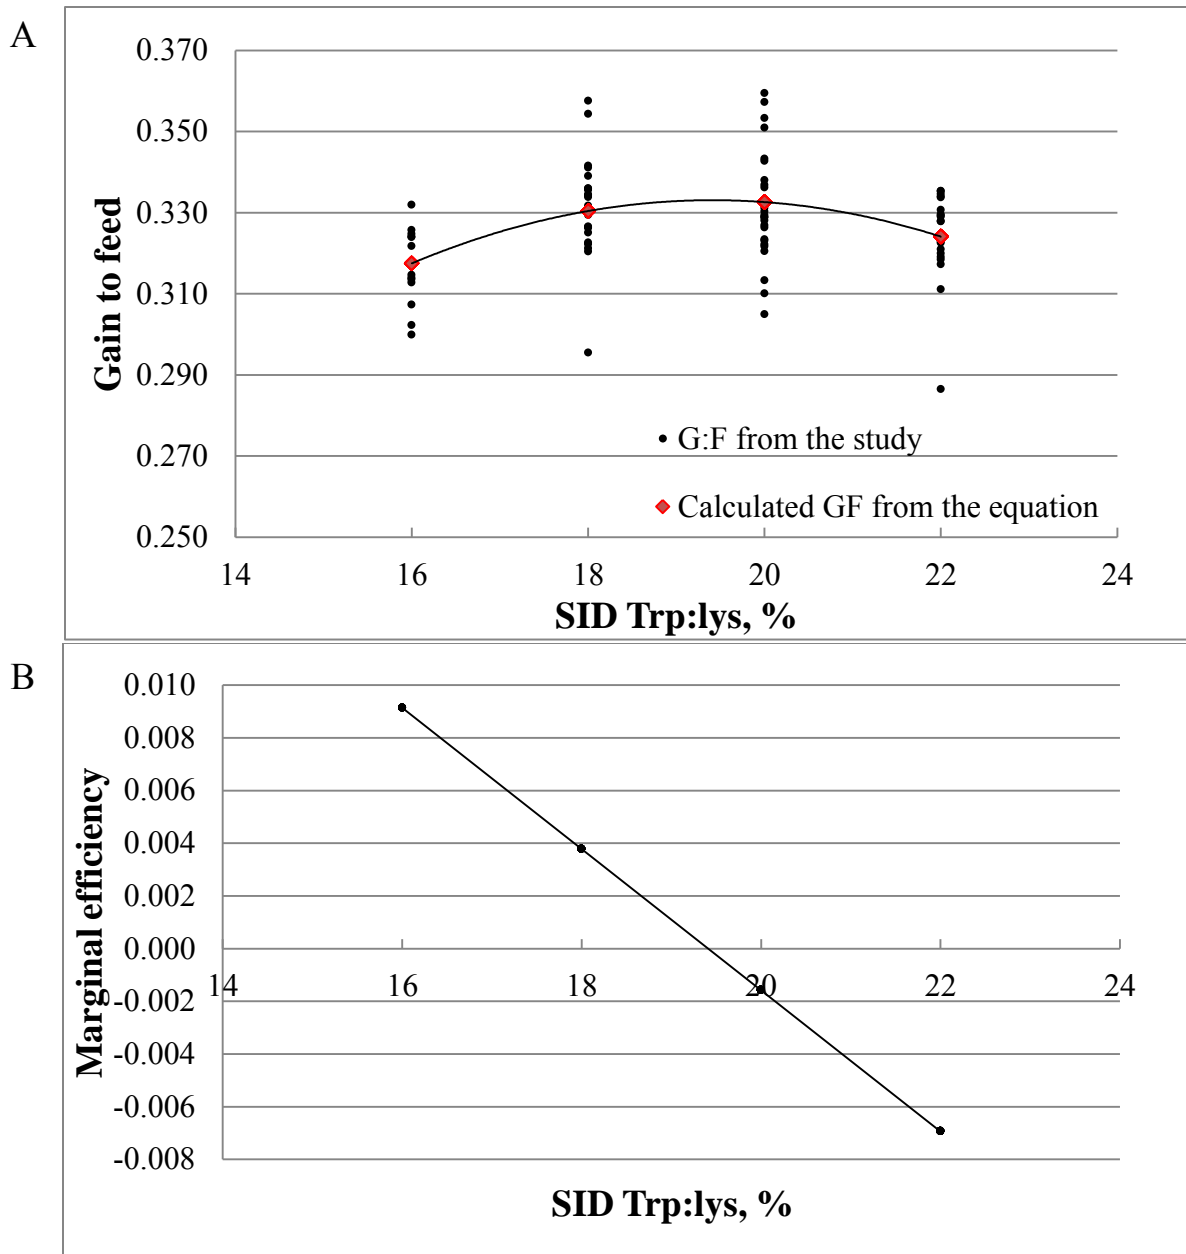 A
0.370
0.350
0.330
0.310
0.290
0.270
0.250
Gain to feed
G:F from the study
Calculated GF from the equation
14 16 18 20 22 24
SID Trp:lys, %
B
0.010
0.008
0.006
0.004
0.002
0.000
-0.002
-0.004
-0.006
-0.008
Marginal efficiency
14 16 18 20 22 24
SID Trp:lys, %